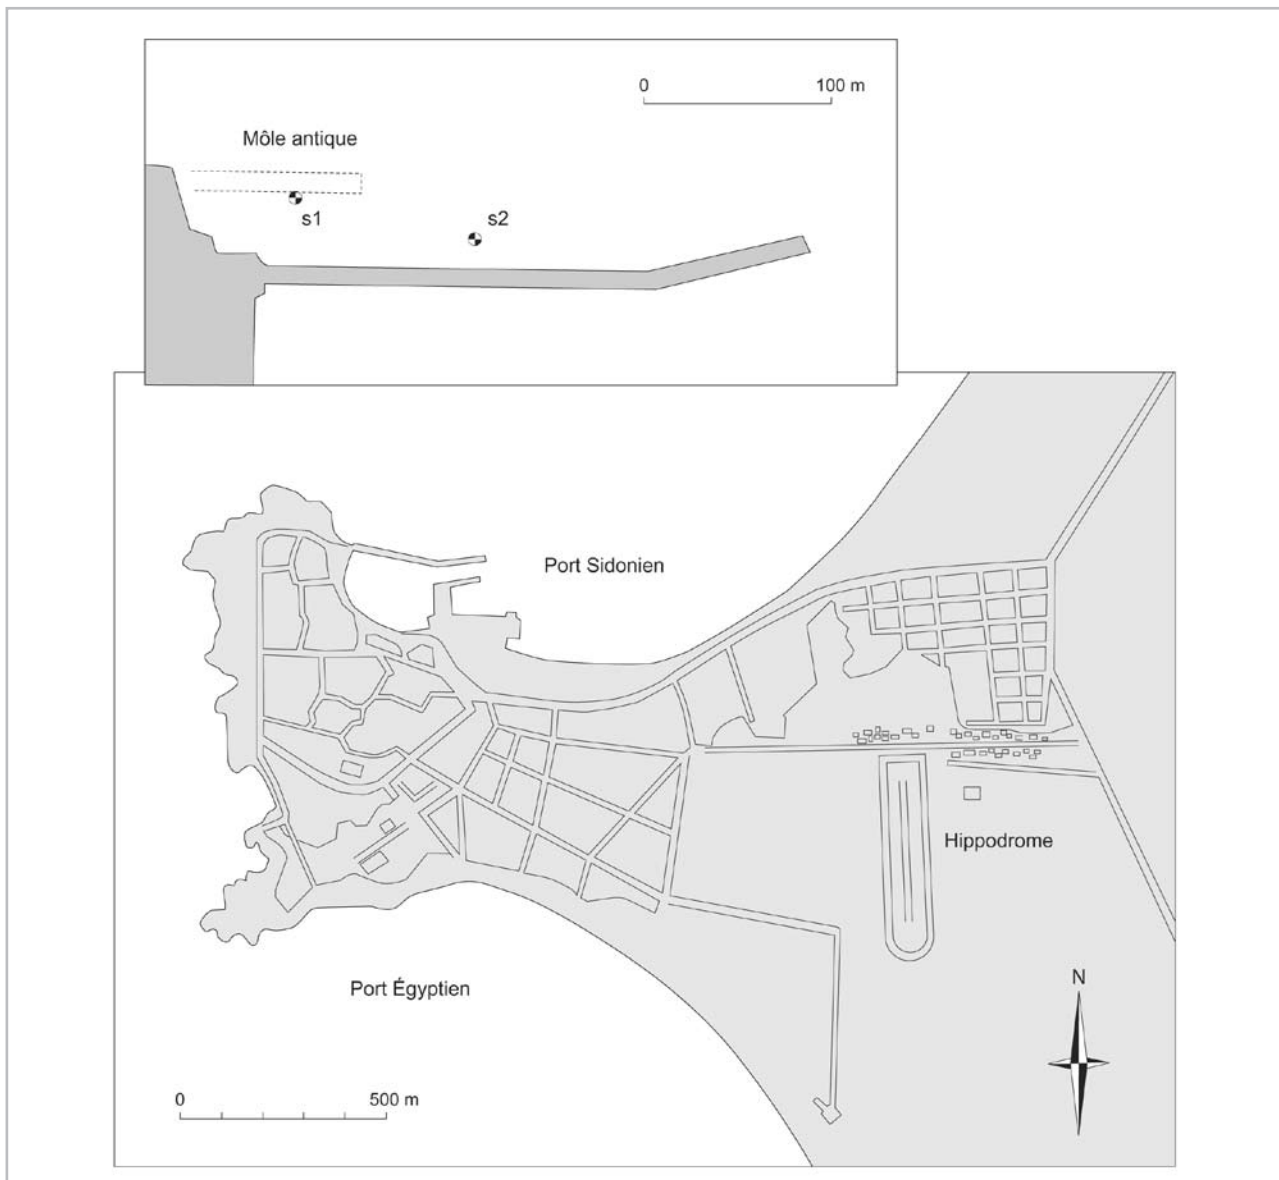 0 100 m
Môle antique
s1
s2
Port Sidonien
Hippodrome
Port Égyptien
N
0 500 m